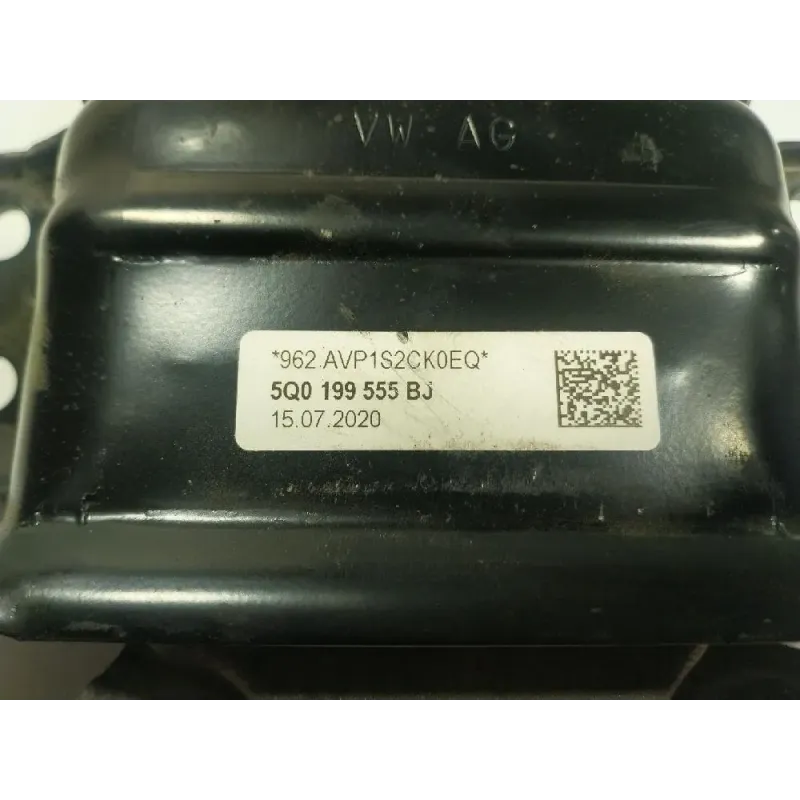 VW AG
*962.AVP1S2CK0EQ*
5Q0 199 555 BJ
15.07.2020